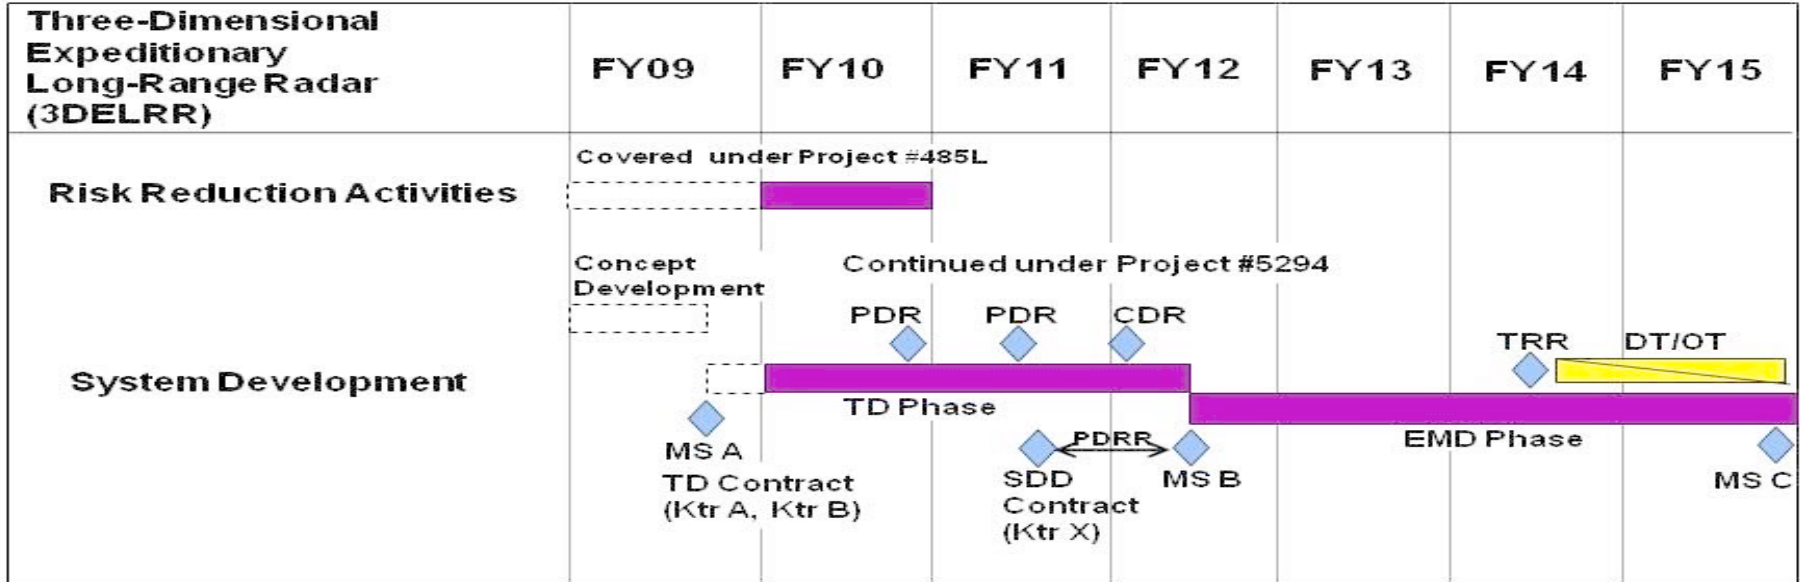 Three-Dimensional
Expeditionary
Long-Range Radar
(3DELRR)
FY09 FY10 FY11 FY12 FY13 FY14 FY15
Covered under Project #485L
Risk Reduction Activities
Concept
Development
Continued under Project #5294
PDR PDR CDR
TRR DT/OT
System Development
TD Phase
EMD Phase
MS A
PDRR
SDD
MS B
MS C
TD Contract
(Ktr A, Ktr B)
Contract
(Ktr X)